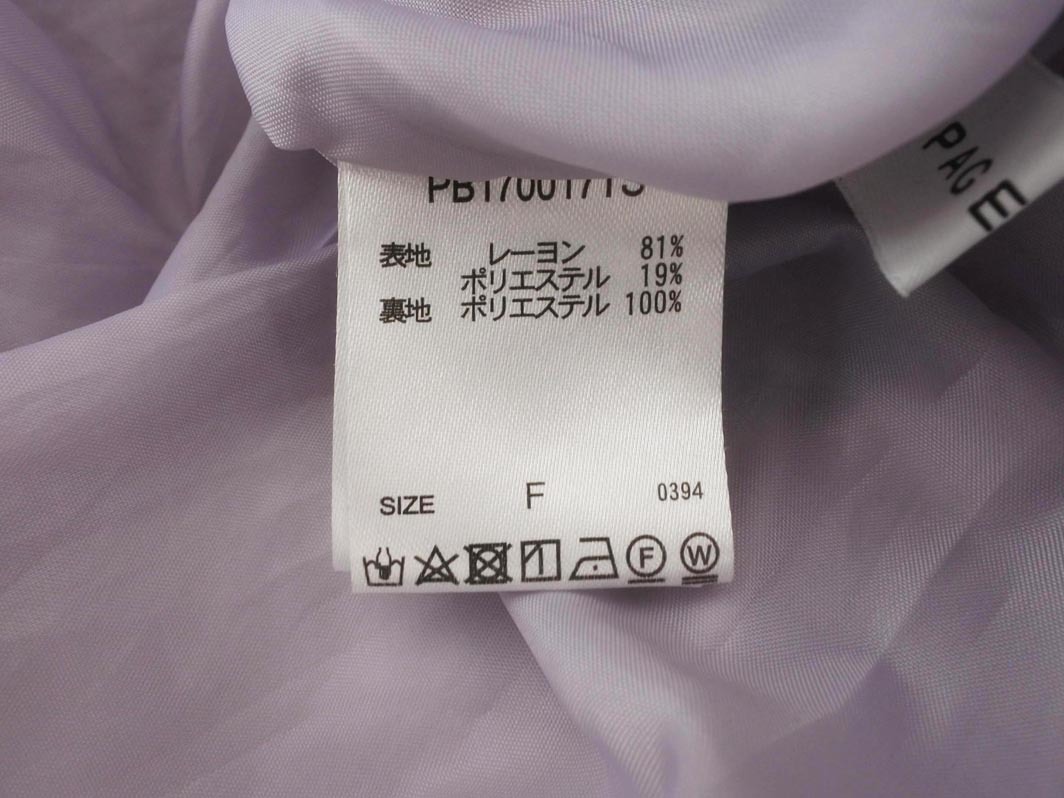 PAGE
表地 レーヨン 81%
ポリエステル 19%
裏地 ポリエステル 100%
SIZE F 0394
F W